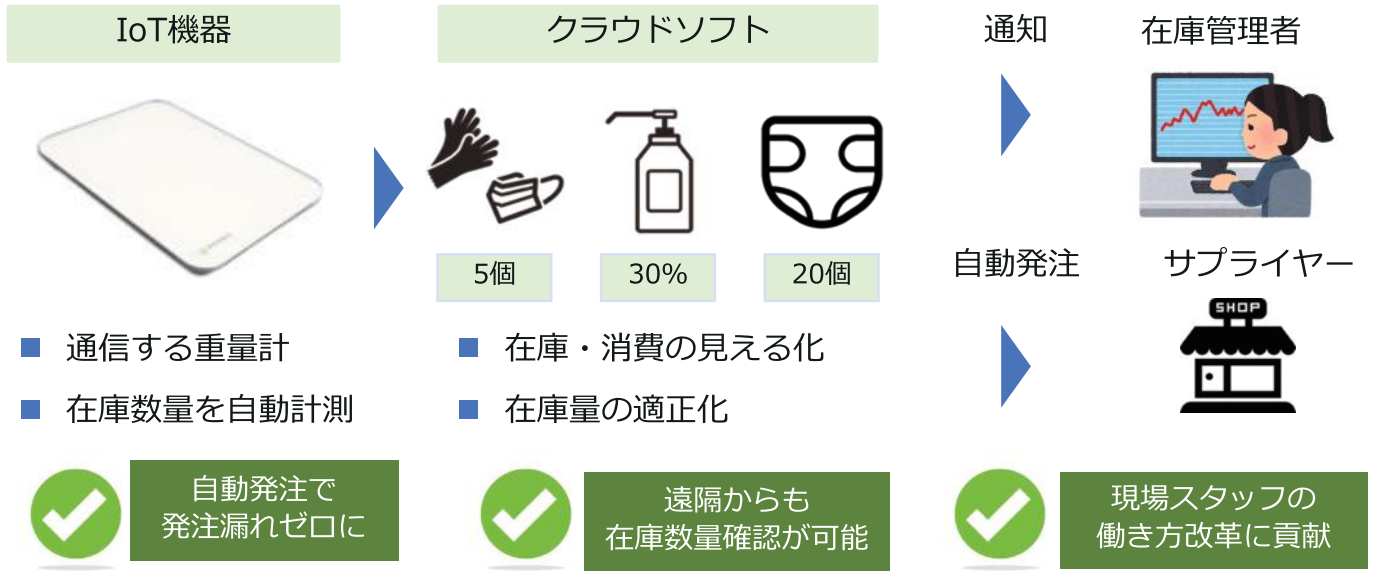 IoT機器
クラウドソフト
通知
在庫管理者
5個
30%
20個
自動発注
サプライヤー
SHOP
通信する重量計
在庫数量を自動計測
在庫・消費の見える化
在庫量の適正化
自動発注で
発注漏れゼロに
遠隔からも
在庫数量確認が可能
現場スタッフの
働き方改革に貢献